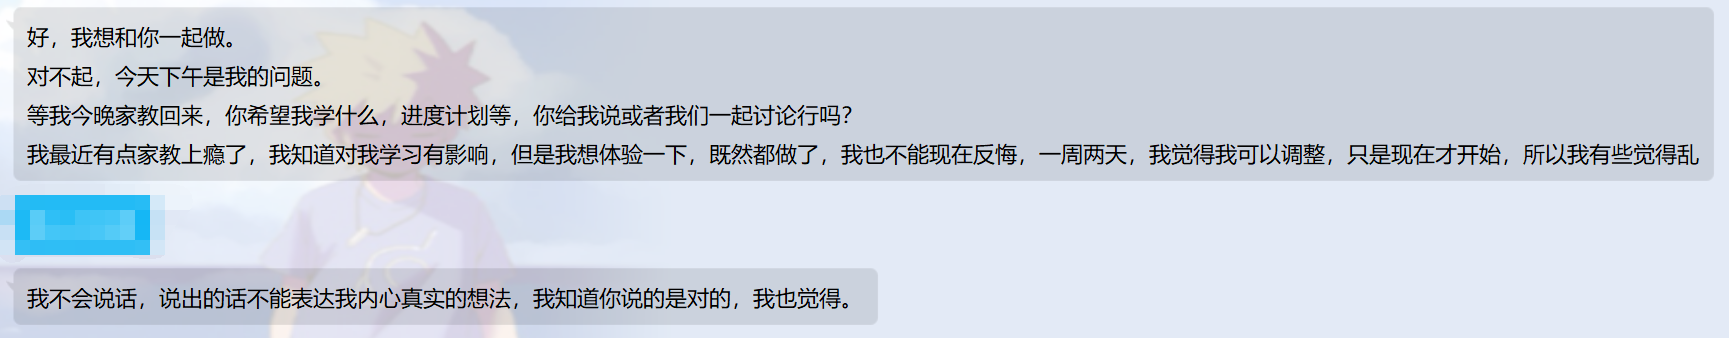 好，我想和你一起做。
对不起，今天下午是我的问题。
等我今晚家教回来，你希望我学什么，进度计划等，你给我说或者我们一起讨论行吗？
我最近有点家教上瘾了，我知道对我学习有影响，但是我想体验一下，既然都做了，我也不能现在反悔，一周两天，我觉得我可以调整，只是现在才开始，所以我有些觉得乱
我不会说话，说出的话不能表达我内心真实的想法，我知道你说的是对的，我也觉得。